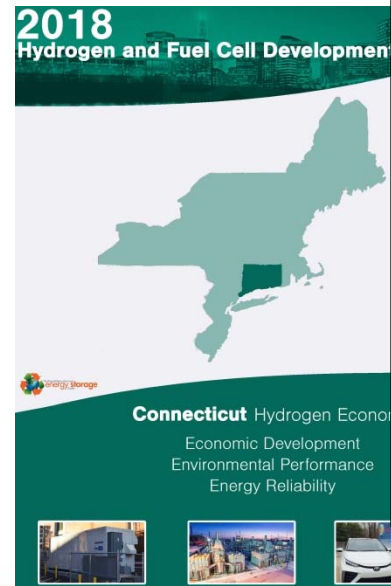 2018
Hydrogen and Fuel Cell Developmen
energy storage
Connecticut Hydrogen Econo
Economic Development
Environmental Performance
Energy Reliability